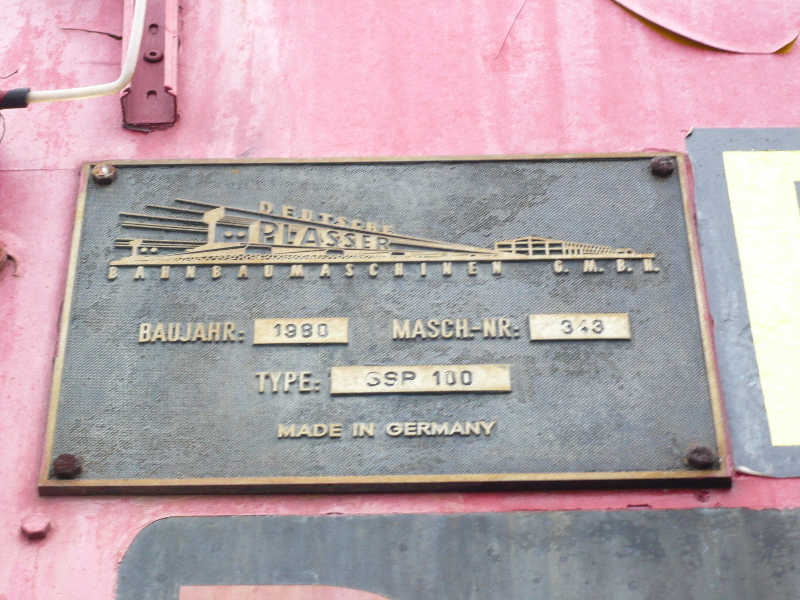 DEUTSCHE
PLASSER
BAHNBAUMASCHINEN G.M.B.H.
BAUJAHR: 1980 MASCH.-NR: 343
TYPE: SSP 100
MADE IN GERMANY